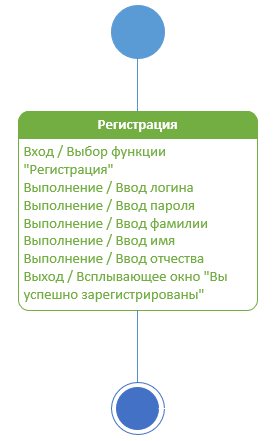 Регистрация
Вход / Выбор функции
"Регистрация"
Выполнение / Ввод логина
Выполнение / Ввод пароля
Выполнение / Ввод фамилии
Выполнение / Ввод имя
Выполнение / Ввод отчества
Выход / Всплывающее окно "Вы
успешно зарегистрированы"